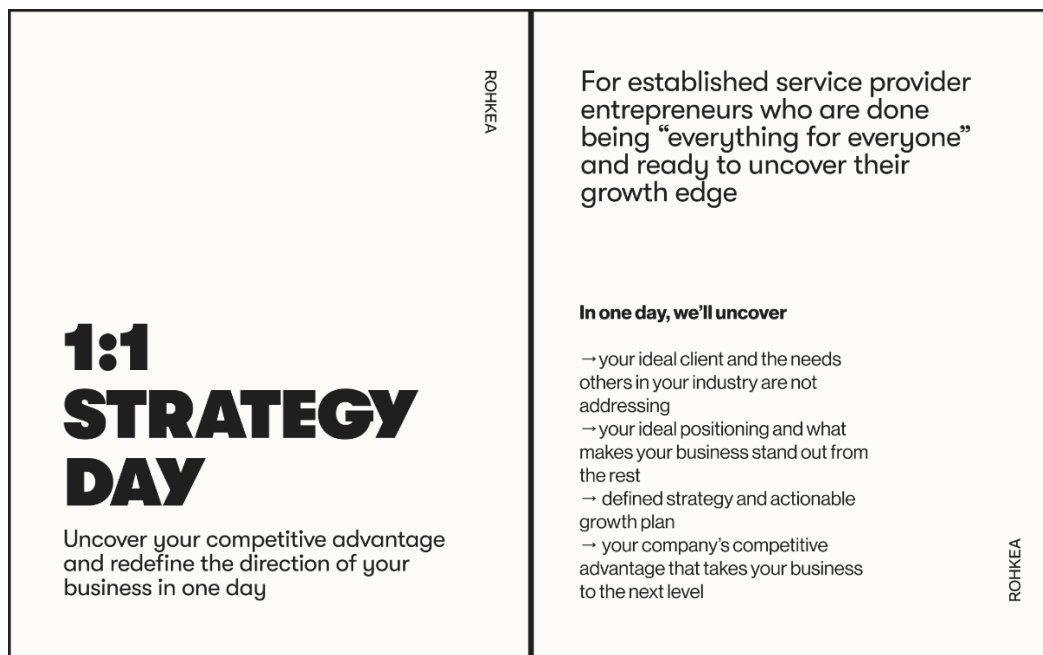 ROHKEA
1:1
STRATEGY
DAY
Uncover your competitive advantage
and redefine the direction of your
business in one day
For established service provider
entrepreneurs who are done
being “everything for everyone”
and ready to uncover their
growth edge
In one day, we’ll uncover
→your ideal client and the needs
others in your industry are not
addressing
→your ideal positioning and what
makes your business stand out from
the rest
→ defined strategy and actionable
growth plan
→ your company’s competitive
advantage that takes your business
to the next level
ROHKEA